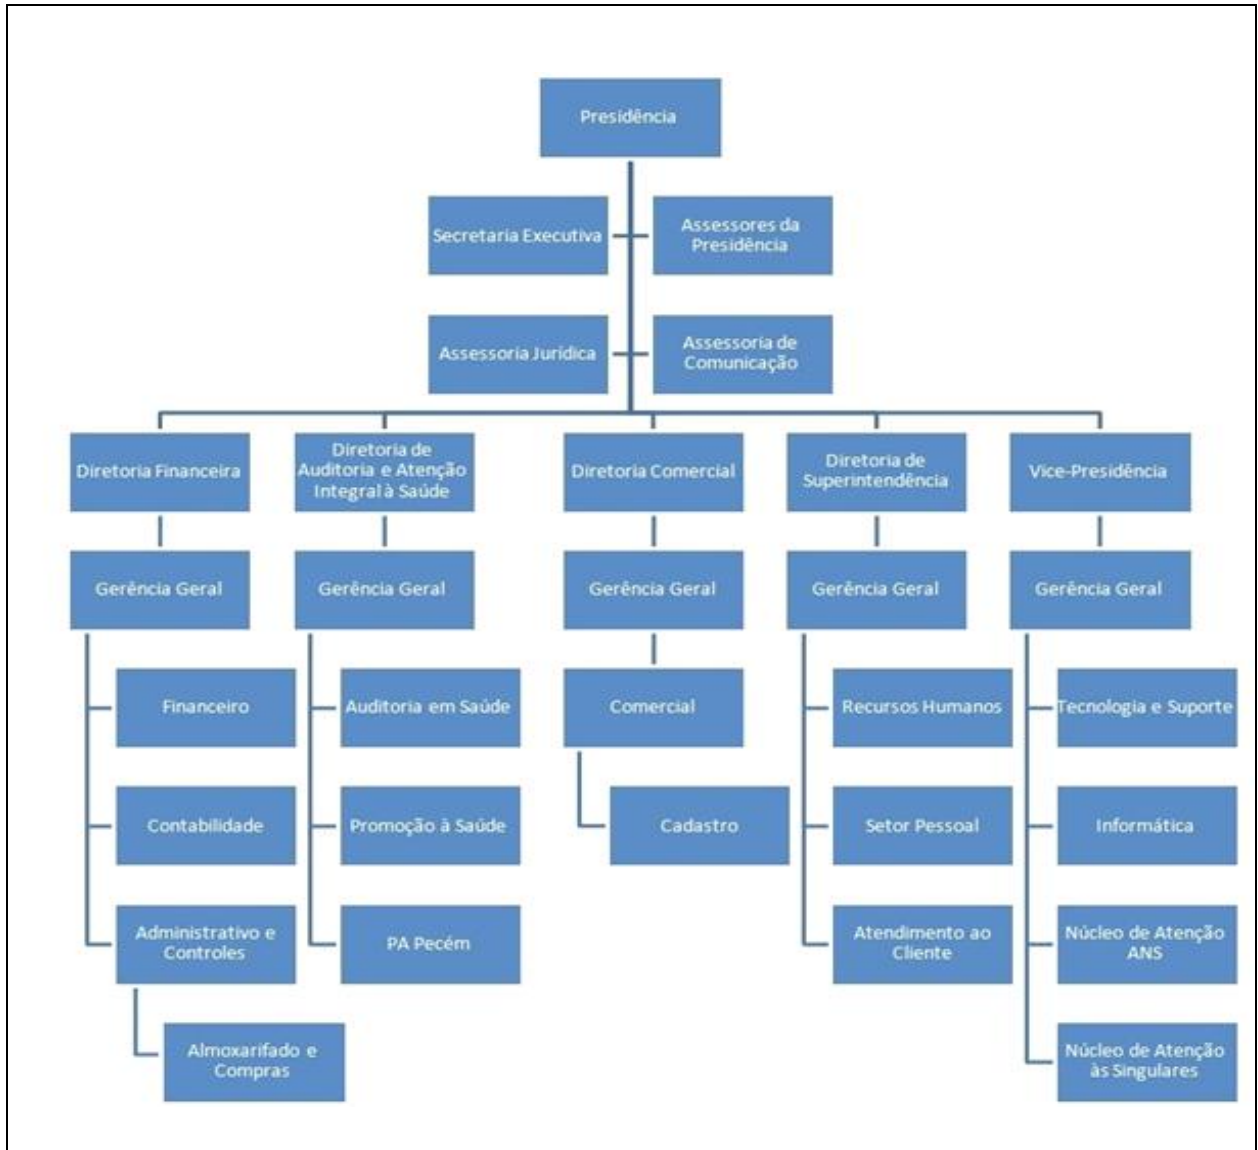 Presidência
Secretaria Executiva
Assessores da
Presidência
Assessoria Jurídica
Assessoria de
Comunicação
Diretoria Financeira
Diretoria de
Auditoria e Atenção
Integral à Saúde
Diretoria Comercial
Diretoria de
Superintendência
Vice-Presidência
Gerência Geral
Gerência Geral
Gerência Geral
Gerência Geral
Gerência Geral
Financeiro
Auditoria em Saúde
Comercial
Recursos Humanos
Tecnologia e Suporte
Contabilidade
Promoção à Saúde
Cadastro
Setor Pessoal
Informática
Administrativo e
Controles
PA Pecém
Atendimento ao
Cliente
Núcleo de Atenção
ANS
Almoxarifado e
Compras
Núcleo de Atenção
às Singulares